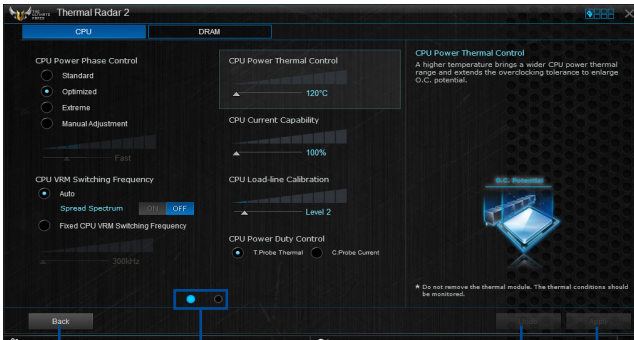 THE ULTIMATE FORCE Thermal Radar 2
CPU
DRAM
CPU Power Phase Control
Standard
Optimized
Extreme
Manual Adjustment
Fast
CPU VRM Switching Frequency
Auto
Spread Spectrum ON OFF
Fixed CPU VRM Switching Frequency
300kHz
CPU Power Thermal Control
120°C
CPU Current Capability
100%
CPU Load-line Calibration
Level 2
CPU Power Duty Control
T.Probe Thermal C.Probe Current
CPU Power Thermal Control
A higher temperature brings a wider CPU power thermal
range and extends the overclocking tolerance to enlarge
O.C. potential.
O.C. Potential
* Do not remove the thermal module. The thermal conditions should
be monitored.
Back
Undo
Apply